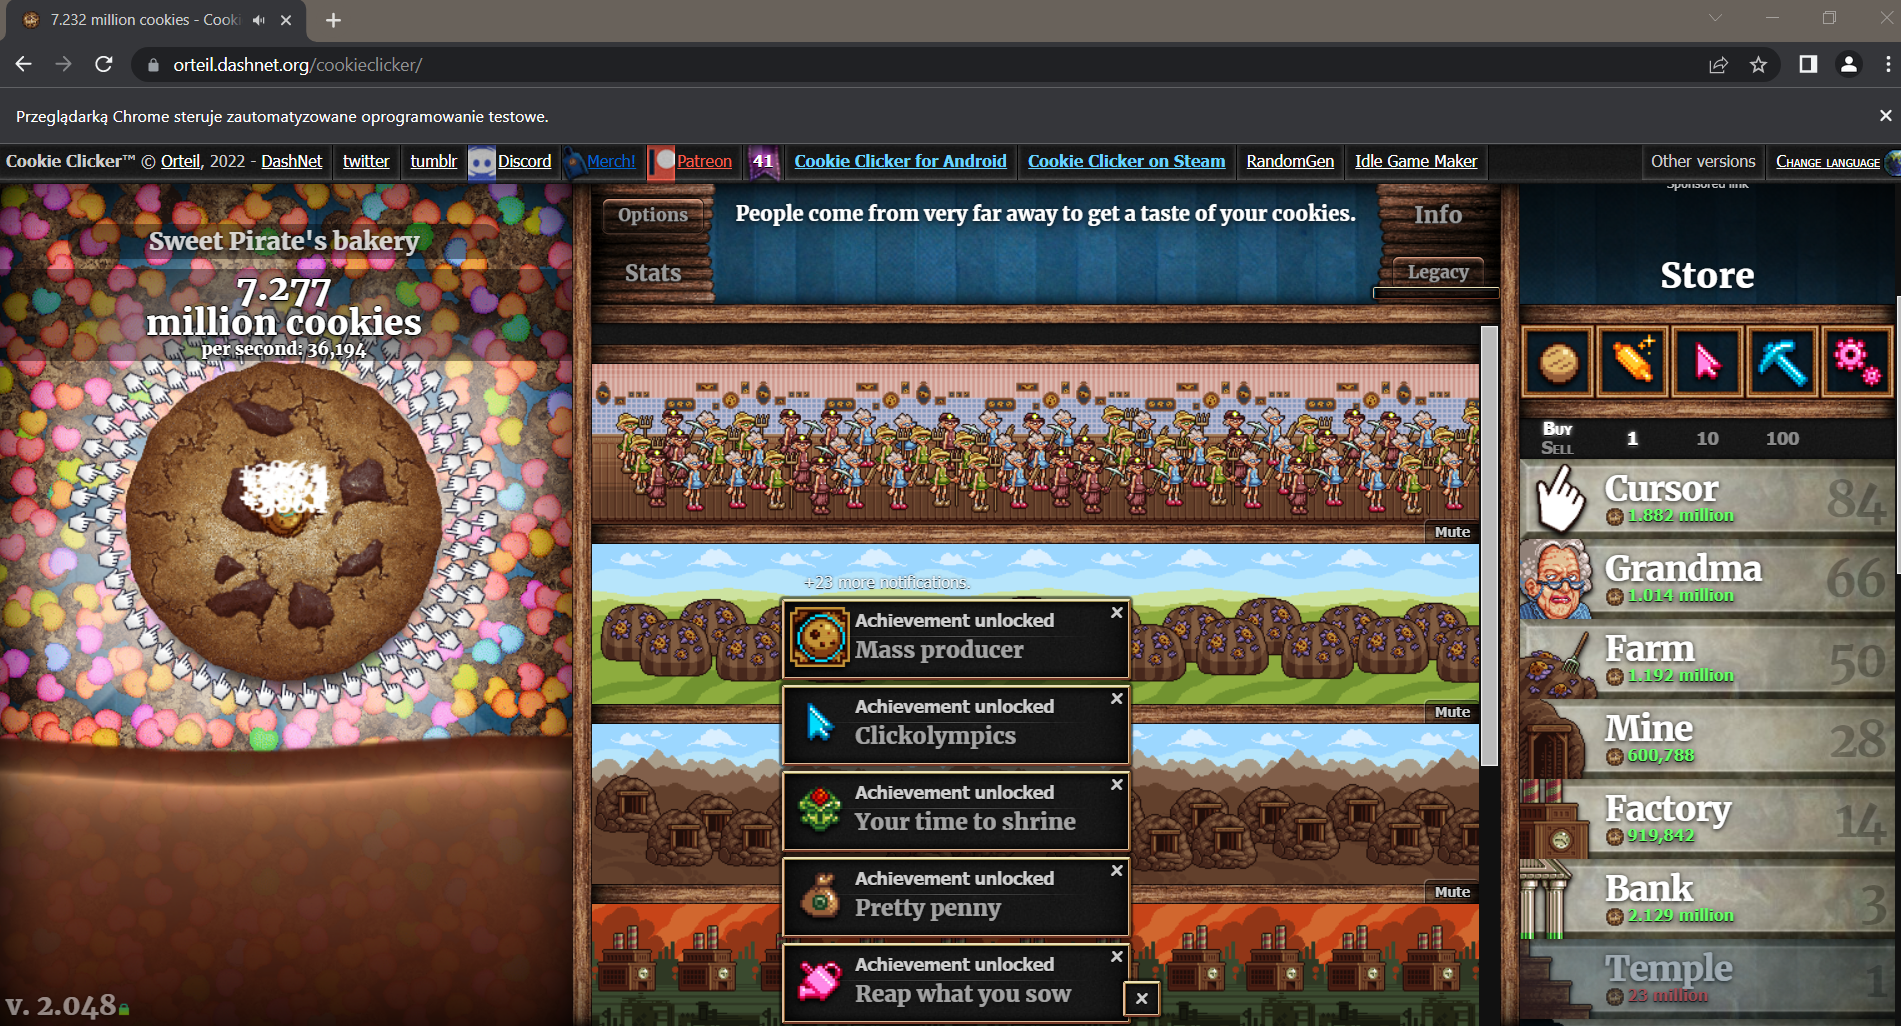 7.232 million cookies - Cooki
orteil.dashnet.org/cookieclicker/
Przeglądarką Chrome steruje zautomatyzowane oprogramowanie testowe.
Cookie Clicker™ © Orteil, 2022 - DashNet
twitter
tumblr
Discord
Merch!
Patreon
41
Cookie Clicker for Android
Cookie Clicker on Steam
RandomGen
Idle Game Maker
Other versions
Change language
Sweet Pirate's bakery
7.277
million cookies
per second: 36,194
v. 2.048
Options
Stats
People come from very far away to get a taste of your cookies.
Info
Legacy
Mute
Mute
Mute
+23 more notifications.
Achievement unlocked
Mass producer
Achievement unlocked
Clickolympics
Achievement unlocked
Your time to shrine
Achievement unlocked
Pretty penny
Achievement unlocked
Reap what you sow
Sponsored link
Store
Buy
Sell
1
10
100
Cursor
1.882 million
84
Grandma
1.014 million
66
Farm
1.192 million
50
Mine
600,788
28
Factory
919,842
14
Bank
2.129 million
3
Temple
23 million
1